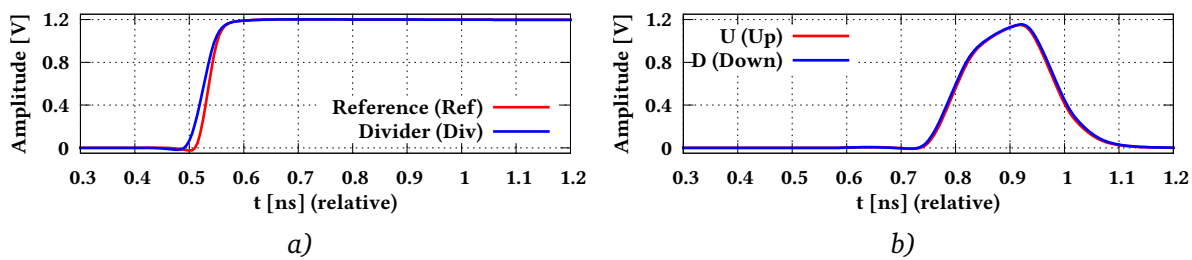 Amplitude [V]
1.2
0.8
0.4
0
Reference (Ref)
Divider (Div)
0.3 0.4 0.5 0.6 0.7 0.8 0.9 1 1.1 1.2
t [ns] (relative)
a)
Amplitude [V]
1.2
0.8
0.4
0
U (Up)
D (Down)
0.3 0.4 0.5 0.6 0.7 0.8 0.9 1 1.1 1.2
t [ns] (relative)
b)